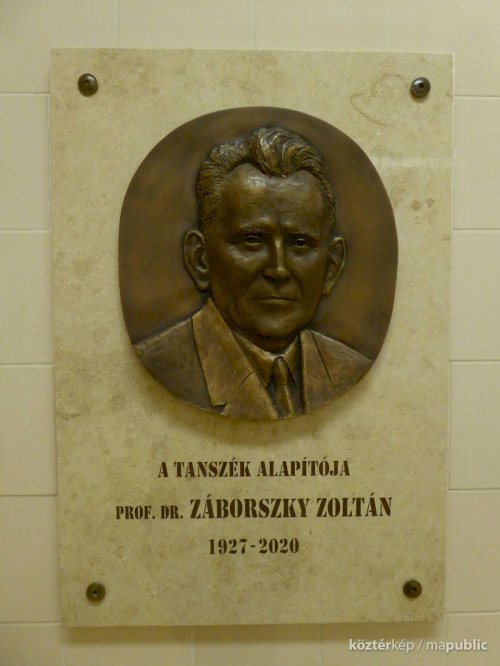 A TANSZÉK ALAPÍTÓJA
PROF. DR. ZÁBORSZKY ZOLTÁN
1927-2020
köztérkép / mapublic